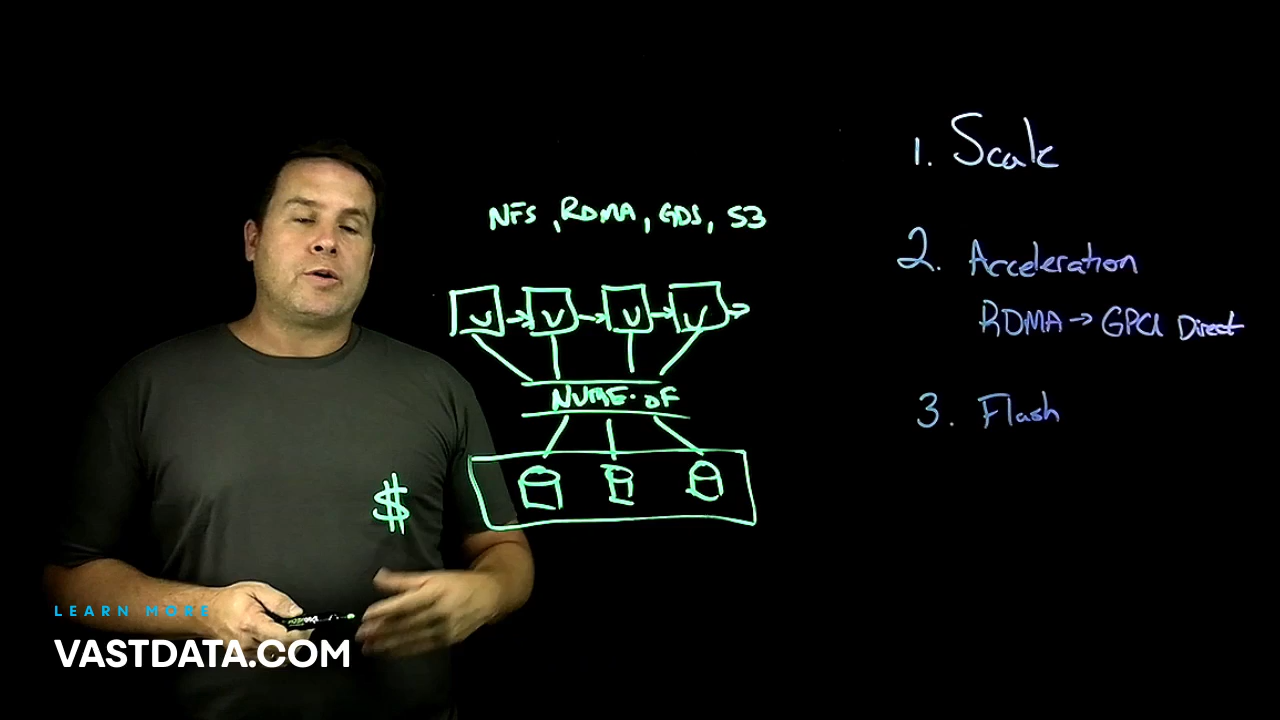 NFS, RDMA, GDS, S3
V V V V
NVME-OF
$
1. Scale
2. Acceleration
RDMA → GPU Direct
3. Flash
LEARN MORE
VASTDATA.COM